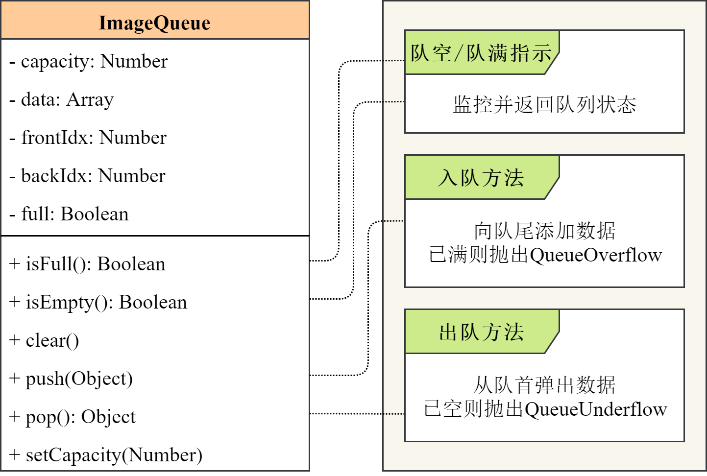 ImageQueue
- capacity: Number
- data: Array
- frontIdx: Number
- backIdx: Number
- full: Boolean
+ isFull(): Boolean
+ isEmpty(): Boolean
+ clear()
+ push(Object)
+ pop(): Object
+ setCapacity(Number)
队空/队满指示
监控并返回队列状态
入队方法
向队尾添加数据
已满则抛出QueueOverflow
出队方法
从队首弹出数据
已空则抛出QueueUnderflow